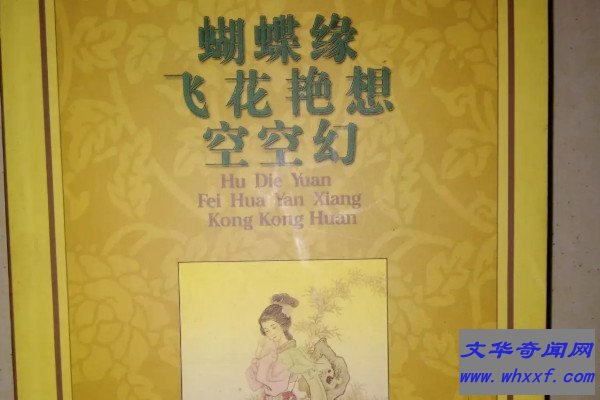 蝴蝶缘
飞花艳想
空空幻
Hu Die Yuan
Fei Hua Yan Xiang
Kong Kong Huan
文华奇闻网
www.whxxf.com